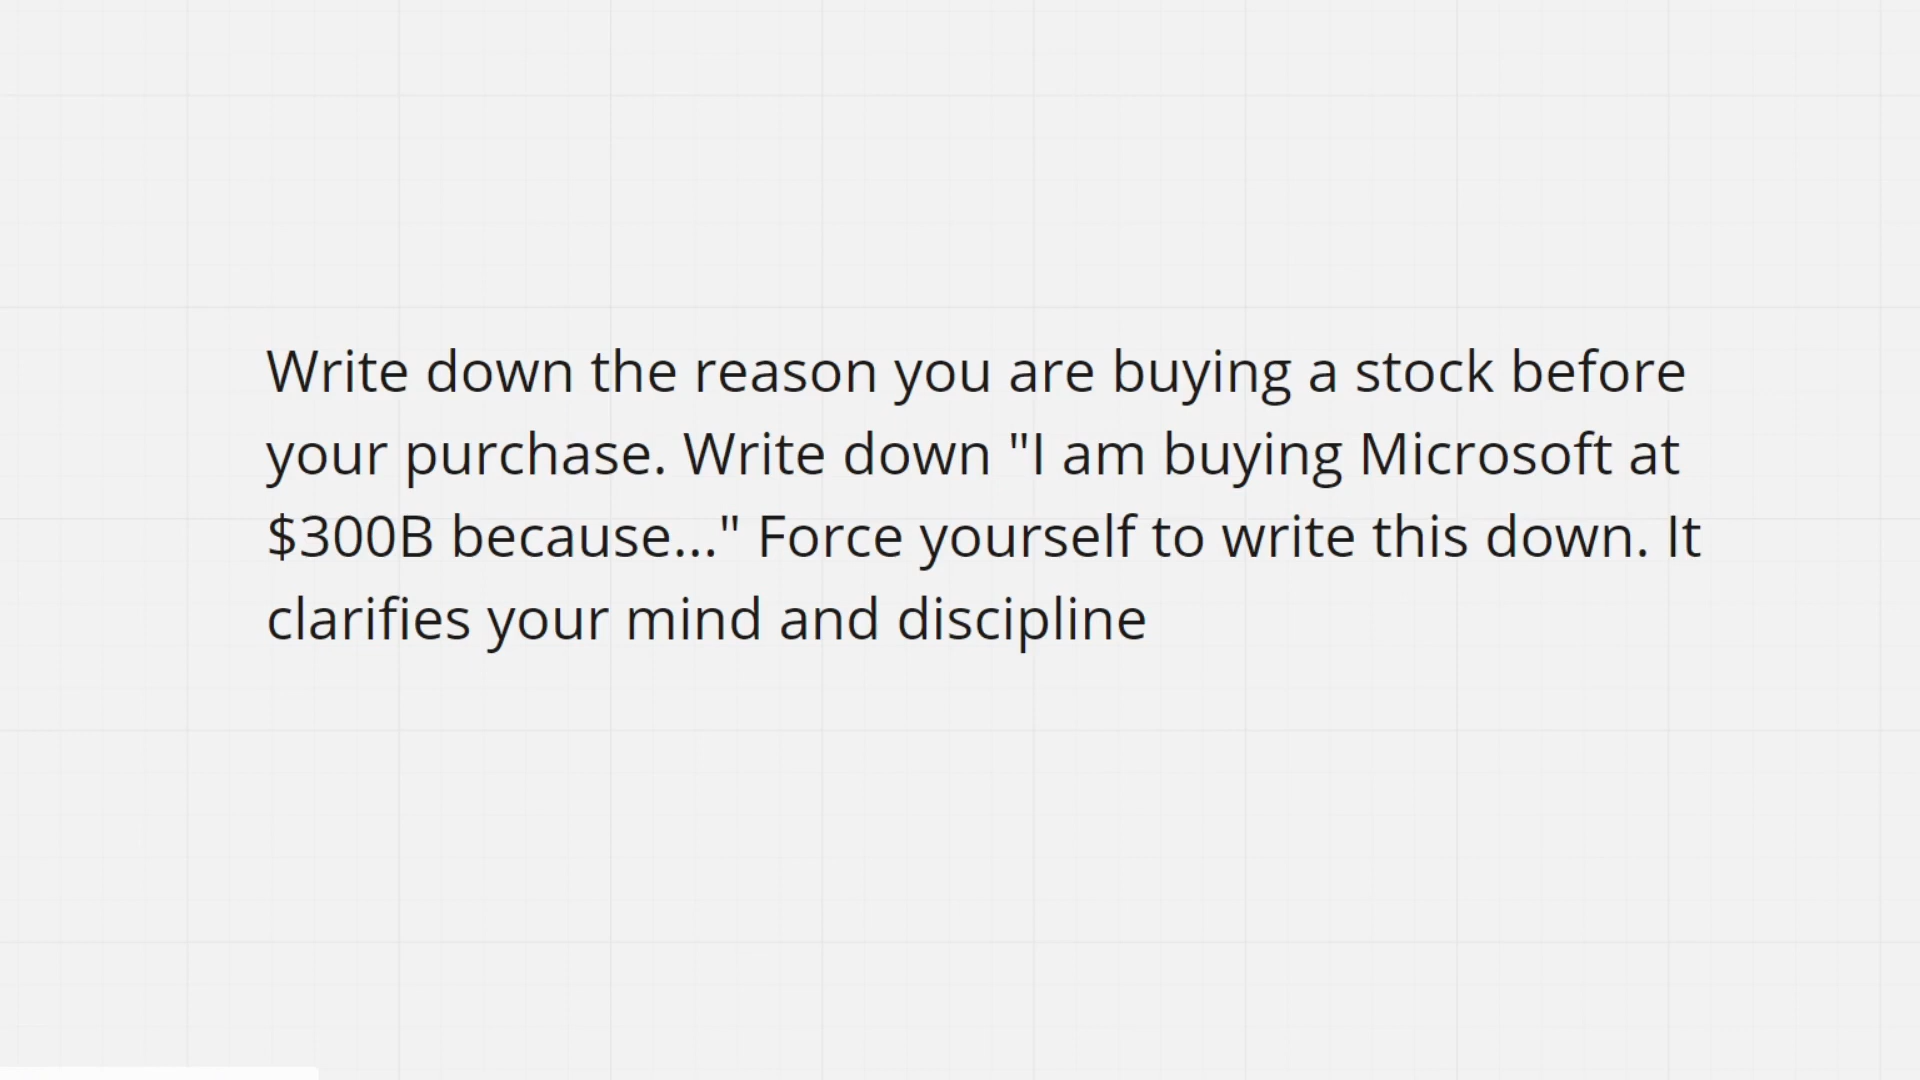 Write down the reason you are buying a stock before
your purchase. Write down "I am buying Microsoft at
$300B because..." Force yourself to write this down. It
clarifies your mind and discipline